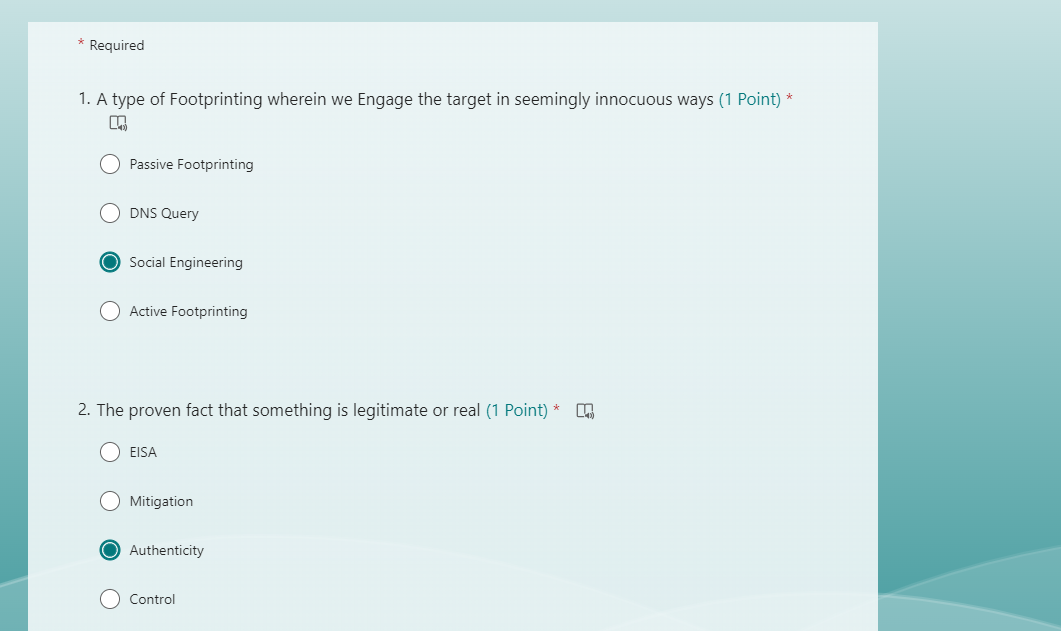 * Required
1. A type of Footprinting wherein we Engage the target in seemingly innocuous ways (1 Point) *
Passive Footprinting
DNS Query
Social Engineering
Active Footprinting
2. The proven fact that something is legitimate or real (1 Point) *
EISA
Mitigation
Authenticity
Control